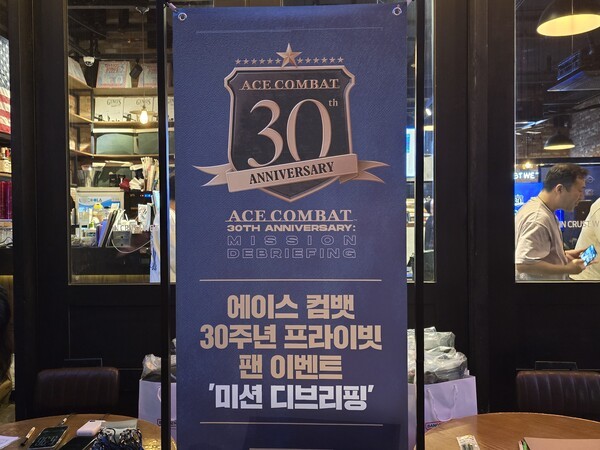 ACE COMBAT
30th
ANNIVERSARY
ACE COMBAT
30TH ANNIVERSARY:
MISSION
DEBRIEFING
에이스 컴뱃
30주년 프라이빗
팬 이벤트
'미션 디브리핑'